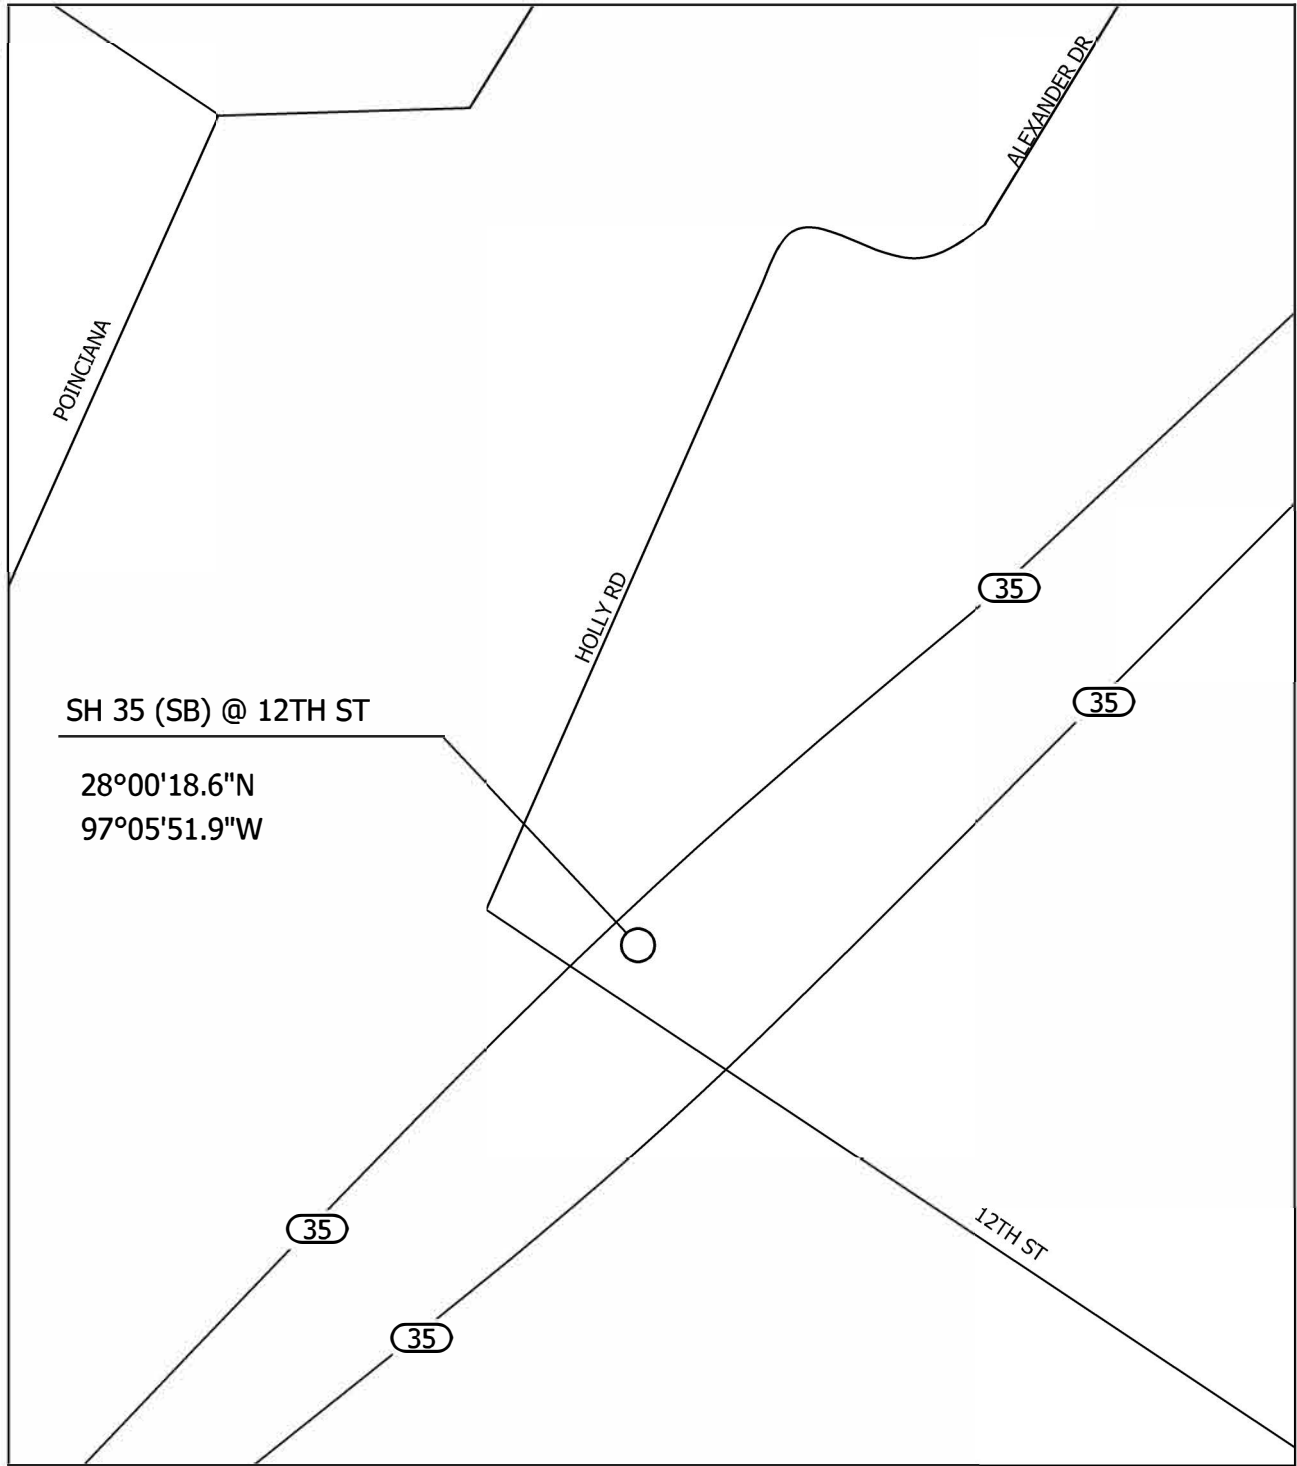 ALEXANDER DR
POINCIANA
HOLLY RD
35
35
SH 35 (SB) @ 12TH ST
28°00'18.6"N
97°05'51.9"W
35
12TH ST
35